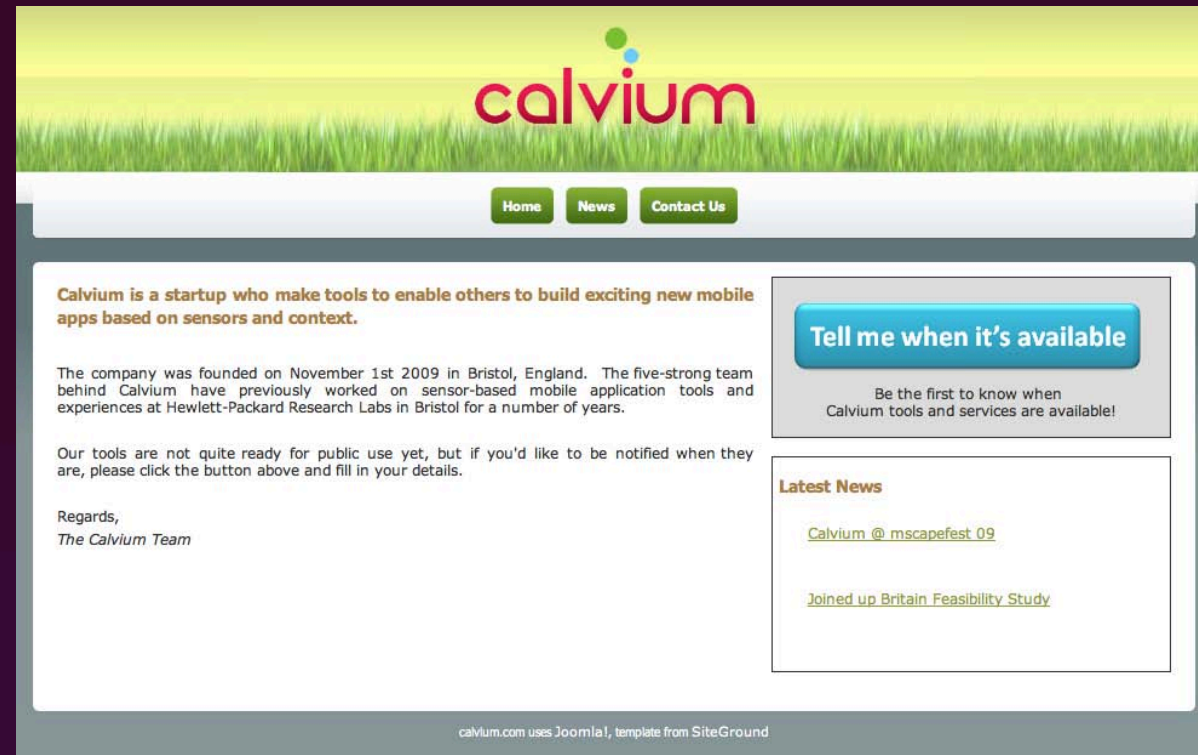 calvium
Home News Contact Us
Calvium is a startup who make tools to enable others to build exciting new mobile
apps based on sensors and context.
The company was founded on November 1st 2009 in Bristol, England. The five-strong team
behind Calvium have previously worked on sensor-based mobile application tools and
experiences at Hewlett-Packard Research Labs in Bristol for a number of years.
Our tools are not quite ready for public use yet, but if you'd like to be notified when they
are, please click the button above and fill in your details.
Regards,
The Calvium Team
Tell me when it's available
Be the first to know when
Calvium tools and services are available!
Latest News
Calvium @ mscapefest 09
Joined up Britain Feasibility Study
calvium.com uses Joomla!, template from SiteGround